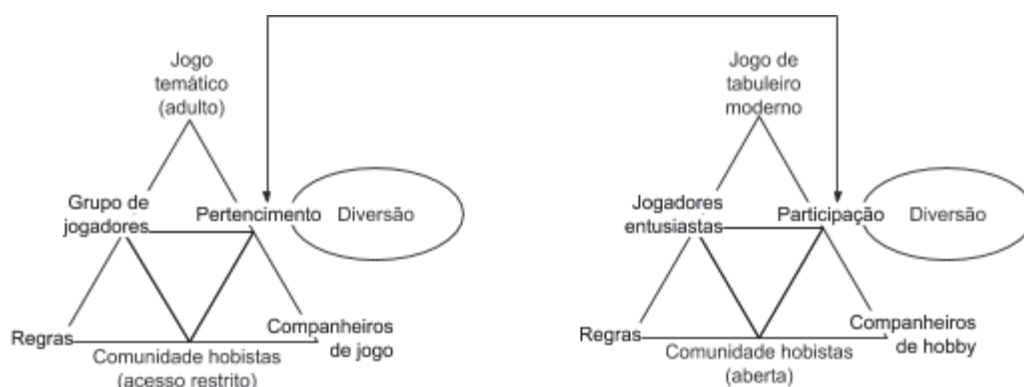 Jogo
temático
(adulto)
Grupo de
jogadores
Pertencimento
Diversão
Regras
Comunidade hobistas
(acesso restrito)
Companheiros
de jogo
Jogo de
tabuleiro
moderno
Jogadores
entusiastas
Participação
Diversão
Regras
Comunidade hobistas
(aberta)
Companheiros
de hobby